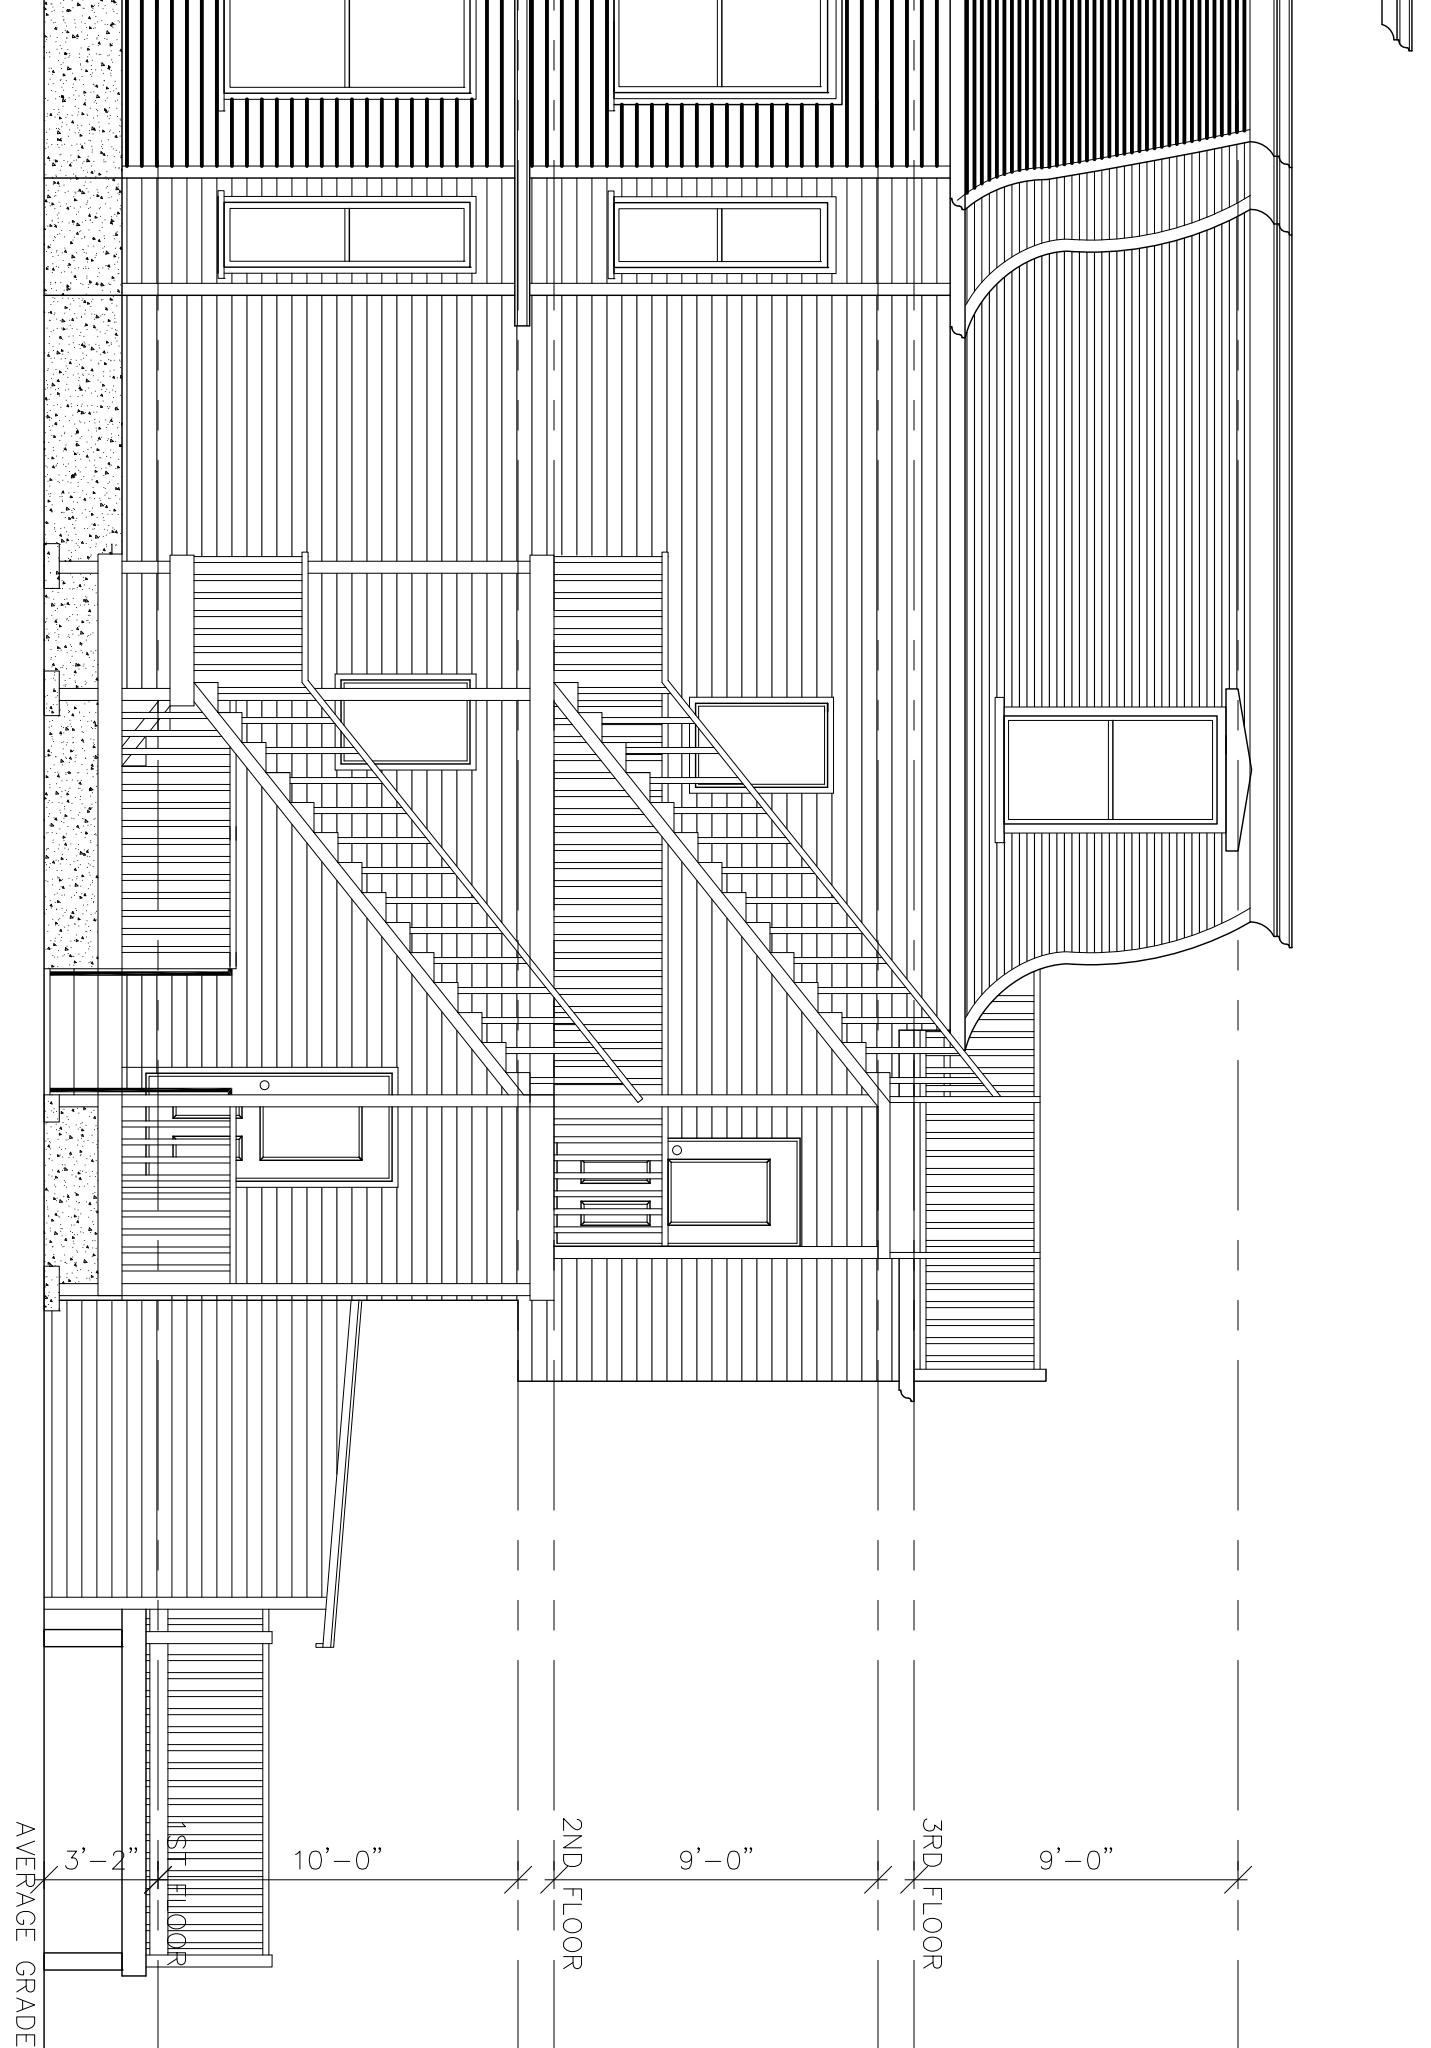 3RD FLOOR
2ND FLOOR
1ST FLOOR
AVERAGE GRADE
9'-0"
9'-0"
10'-0"
3'-2"